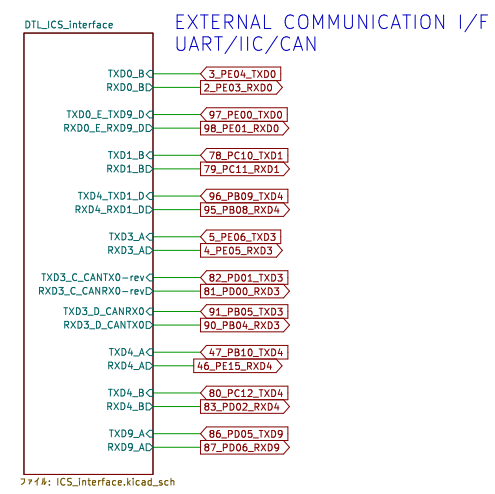 DTL_ICS_interface
EXTERNAL COMMUNICATION I/F
UART/IIC/CAN
TXD0_B 3_PE04_TXD0
RXD0_B 2_PE03_RXD0
TXD0_E_TXD9_D 97_PE00_TXD0
RXD0_E_RXD9_D 98_PE01_RXD0
TXD1_B 78_PC10_TXD1
RXD1_B 79_PC11_RXD1
TXD4_TXD1_D 96_PB09_TXD4
RXD4_RXD1_D 95_PB08_RXD4
TXD3_A 5_PE06_TXD3
RXD3_A 4_PE05_RXD3
TXD3_C_CANTX0-rev 82_PD01_TXD3
RXD3_C_CANRX0-rev 81_PD00_RXD3
TXD3_D_CANRX0 91_PB05_TXD3
RXD3_D_CANTX0 90_PB04_RXD3
TXD4_A 47_PB10_TXD4
RXD4_A 46_PE15_RXD4
TXD4_B 80_PC12_TXD4
RXD4_B 83_PD02_RXD4
TXD9_A 86_PD05_TXD9
RXD9_A 87_PD06_RXD9
ファイル: ICS_interface.kicad_sch